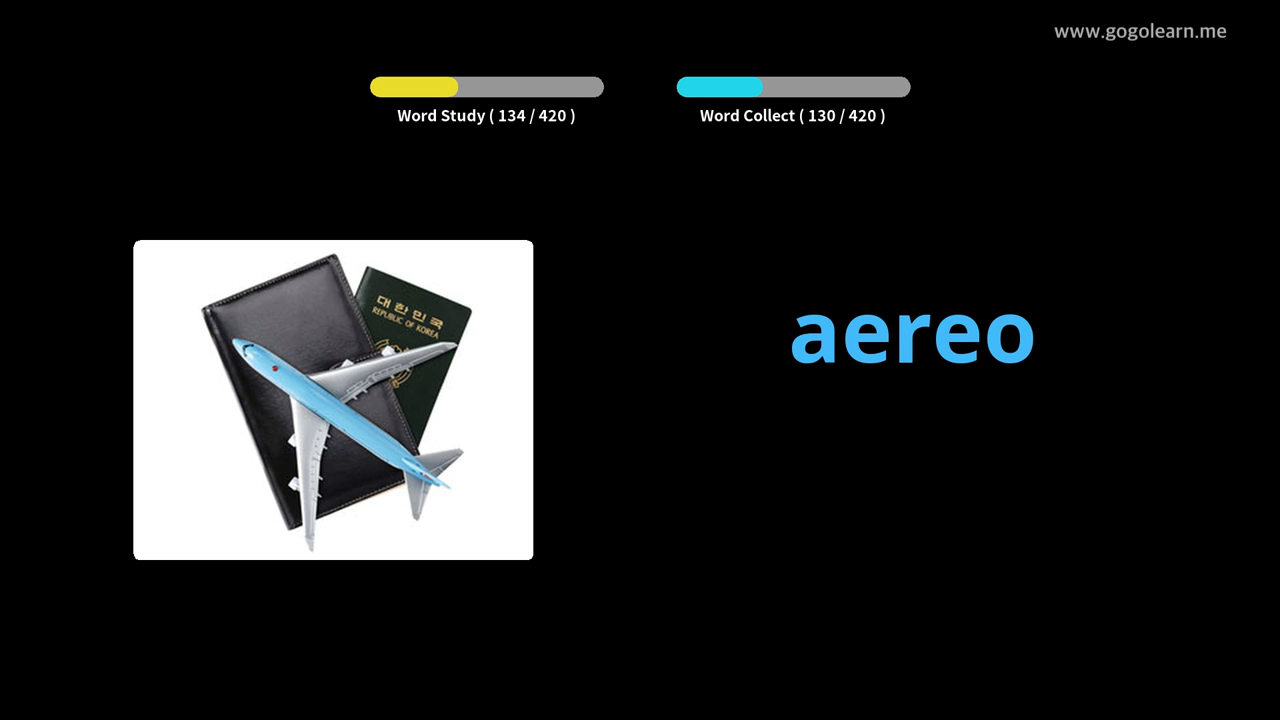 www.gogolearn.me
Word Study ( 134 / 420 )
Word Collect ( 130 / 420 )
대한민국
REPUBLIC OF KOREA
aereo